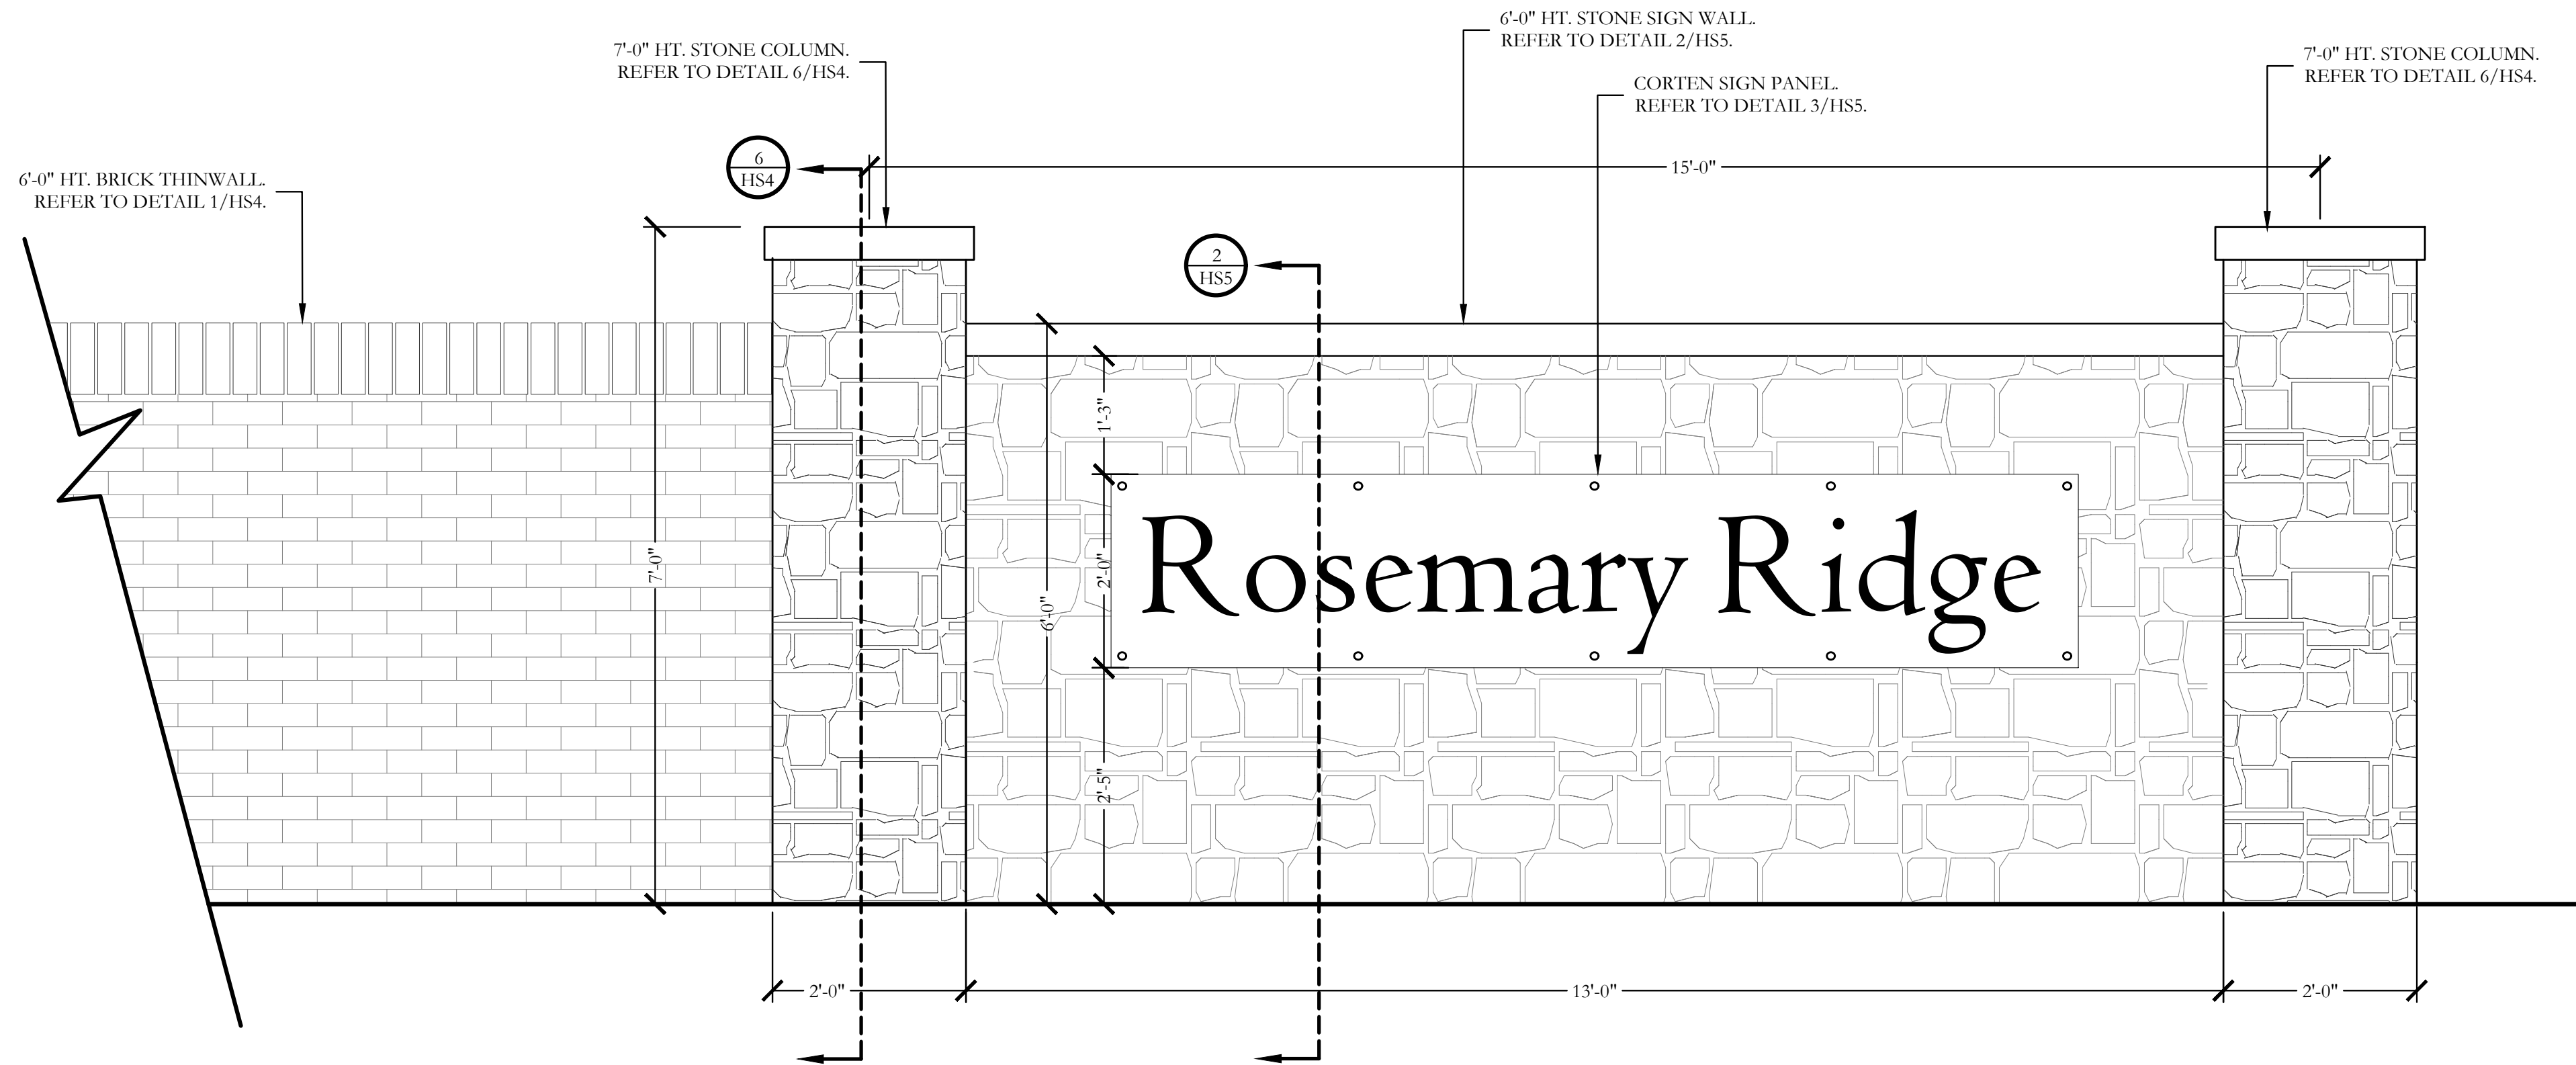 6'-0" HT. STONE SIGN WALL.
REFER TO DETAIL 2/HS5.
7'-0" HT. STONE COLUMN.
REFER TO DETAIL 6/HS4.
7'-0" HT. STONE COLUMN.
REFER TO DETAIL 6/HS4.
CORTEN SIGN PANEL.
REFER TO DETAIL 3/HS5.
6
HS4
15'-0"
6'-0" HT. BRICK THINWALL.
REFER TO DETAIL 1/HS4.
2
HS5
1'-3"
7'-0"
6'-0"
2'-0"
Rosemary Ridge
2'-5"
2'-0"
13'-0"
2'-0"